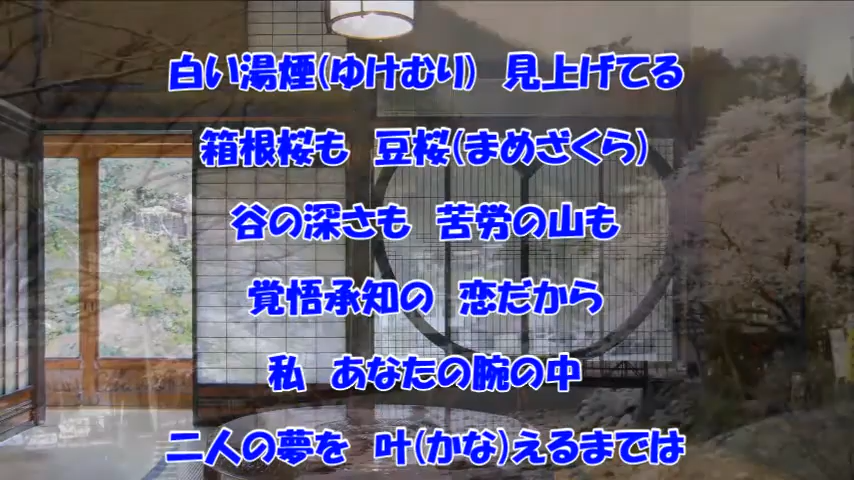 白い湯煙(ゆけむり)　見上げてる
箱根桜も　豆桜(まめざくら)
谷の深さも　苦労の山も
覚悟承知の　恋だから
私　あなたの腕の中
二人の夢を　叶(かな)えるまでは